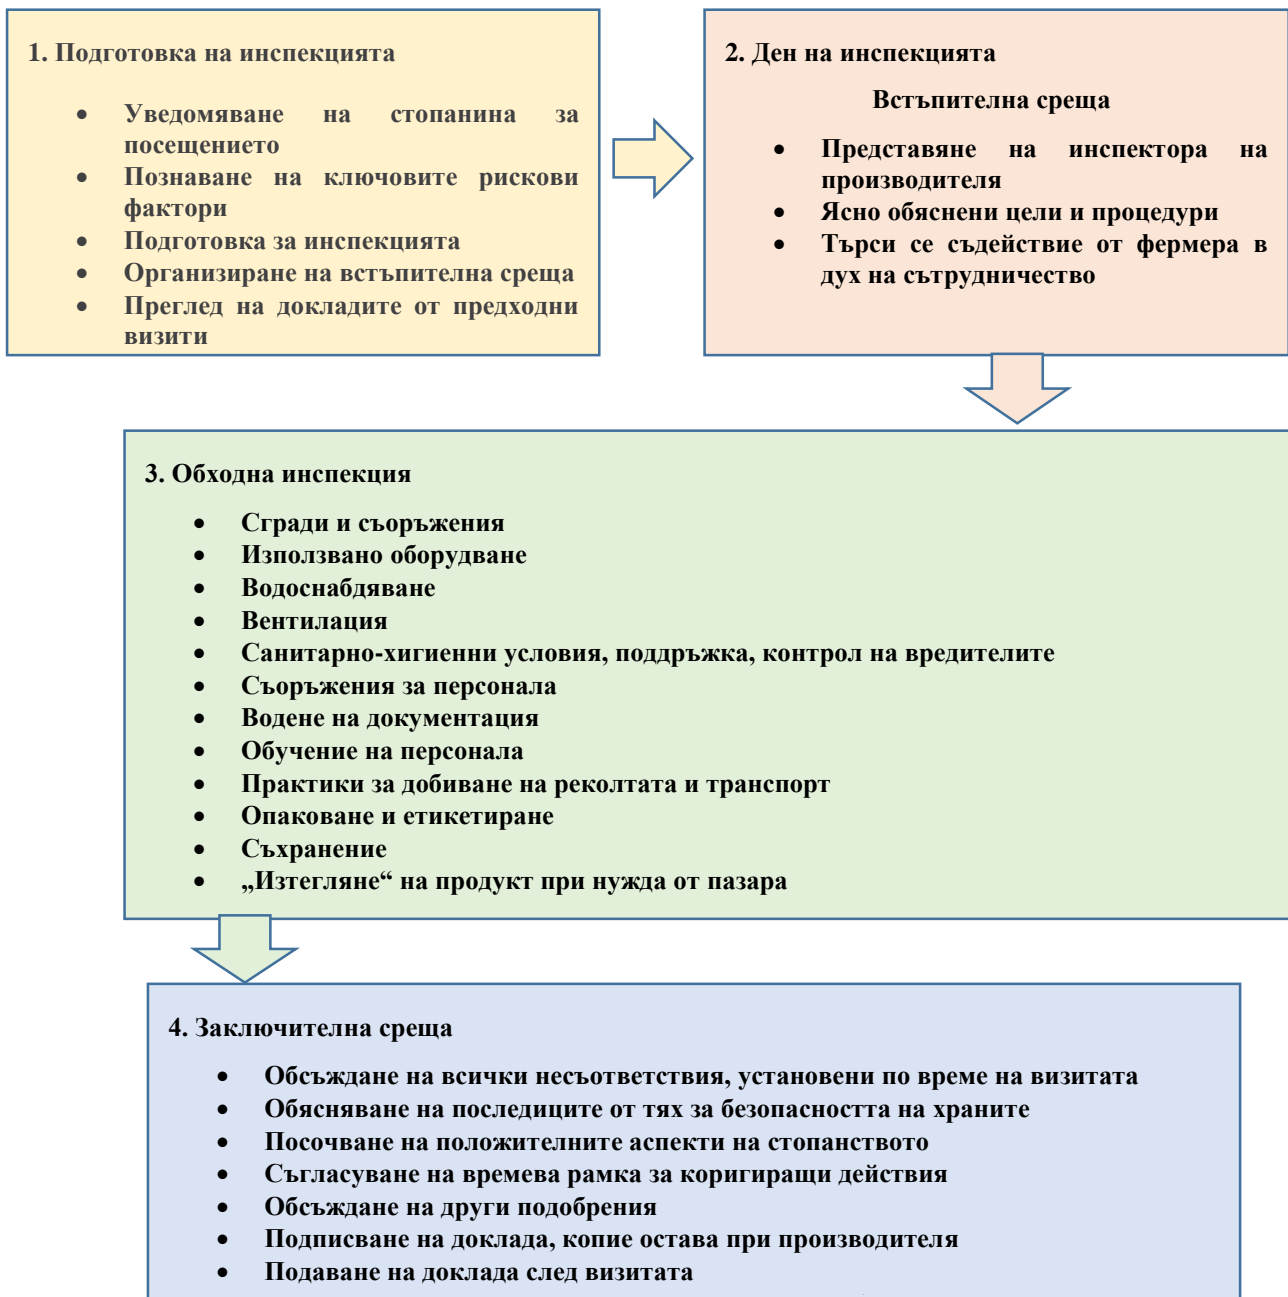 1. Подготовка на инспекцията
• Уведомяване на стопанина за
посещението
• Познаване на ключовите рискови
фактори
• Подготовка за инспекцията
• Организиране на встъпителна среща
• Преглед на докладите от предходни
визити
2. Ден на инспекцията
Встъпителна среща
• Представяне на инспектора на
производителя
• Ясно обяснени цели и процедури
• Търси се съдействие от фермера в
дух на сътрудничество
3. Обходна инспекция
• Сгради и съоръжения
• Използвано оборудване
• Водоснабдяване
• Вентилация
• Санитарно-хигиенни условия, поддръжка, контрол на вредителите
• Съоръжения за персонала
• Водене на документация
• Обучение на персонала
• Практики за добиване на реколтата и транспорт
• Опаковане и етикетиране
• Съхранение
• „Изтегляне“ на продукт при нужда от пазара
4. Заключителна среща
• Обсъждане на всички несъответствия, установени по време на визитата
• Обясняване на последиците от тях за безопасността на храните
• Посочване на положителните аспекти на стопанството
• Съгласуване на времева рамка за коригиращи действия
• Обсъждане на други подобрения
• Подписване на доклада, копие остава при производителя
• Подаване на доклада след визитата